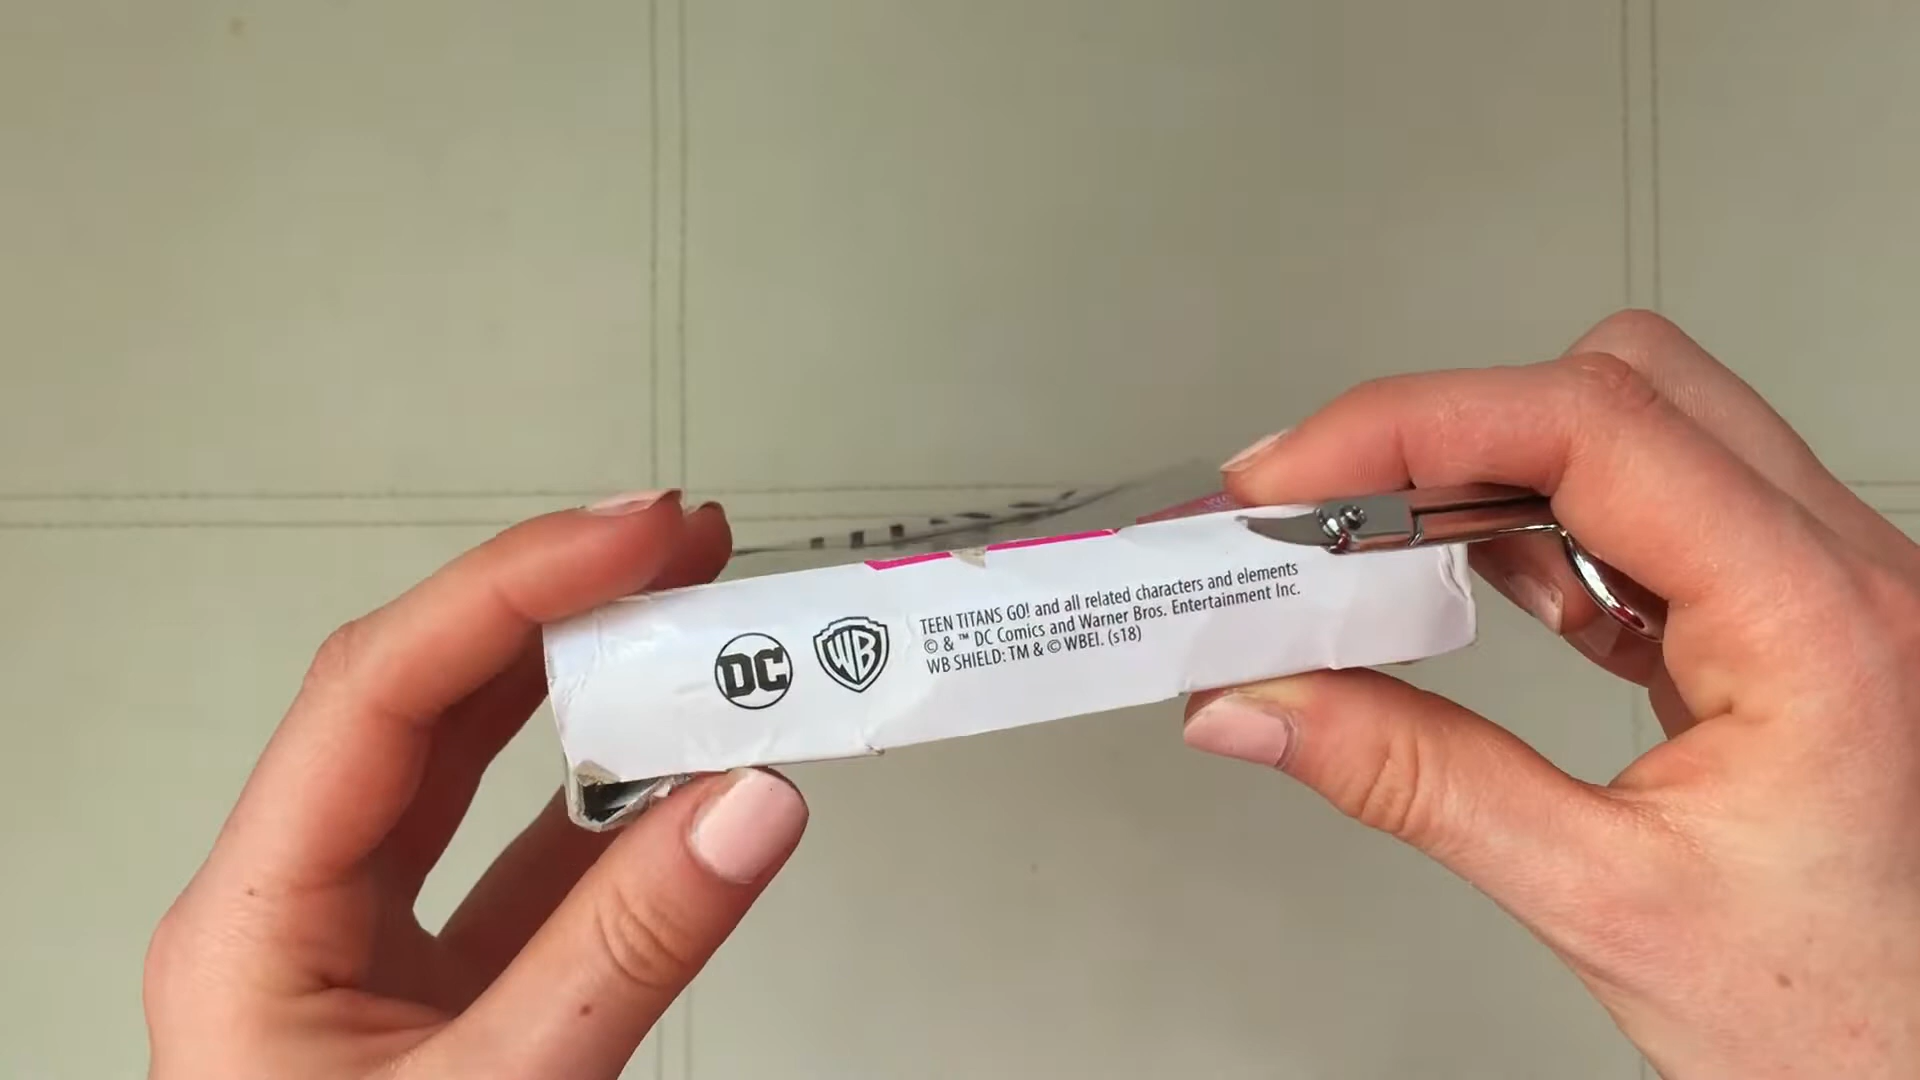 DC
WB
TEEN TITANS GO! and all related characters and elements
© & ™ DC Comics and Warner Bros. Entertainment Inc.
WB SHIELD: TM & © WBEI. (s18)